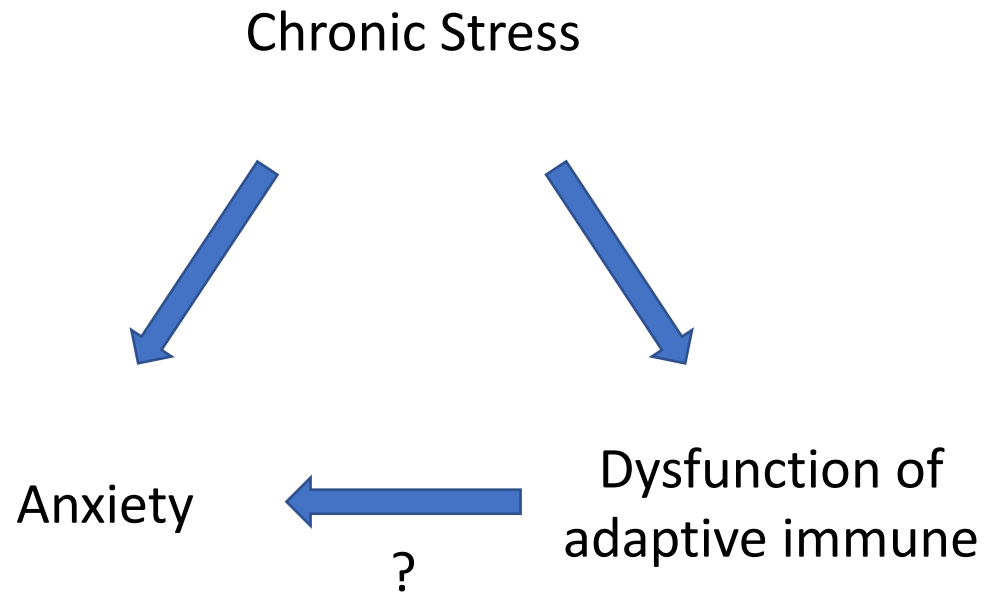 Chronic Stress
Anxiety
Dysfunction of
adaptive immune
?